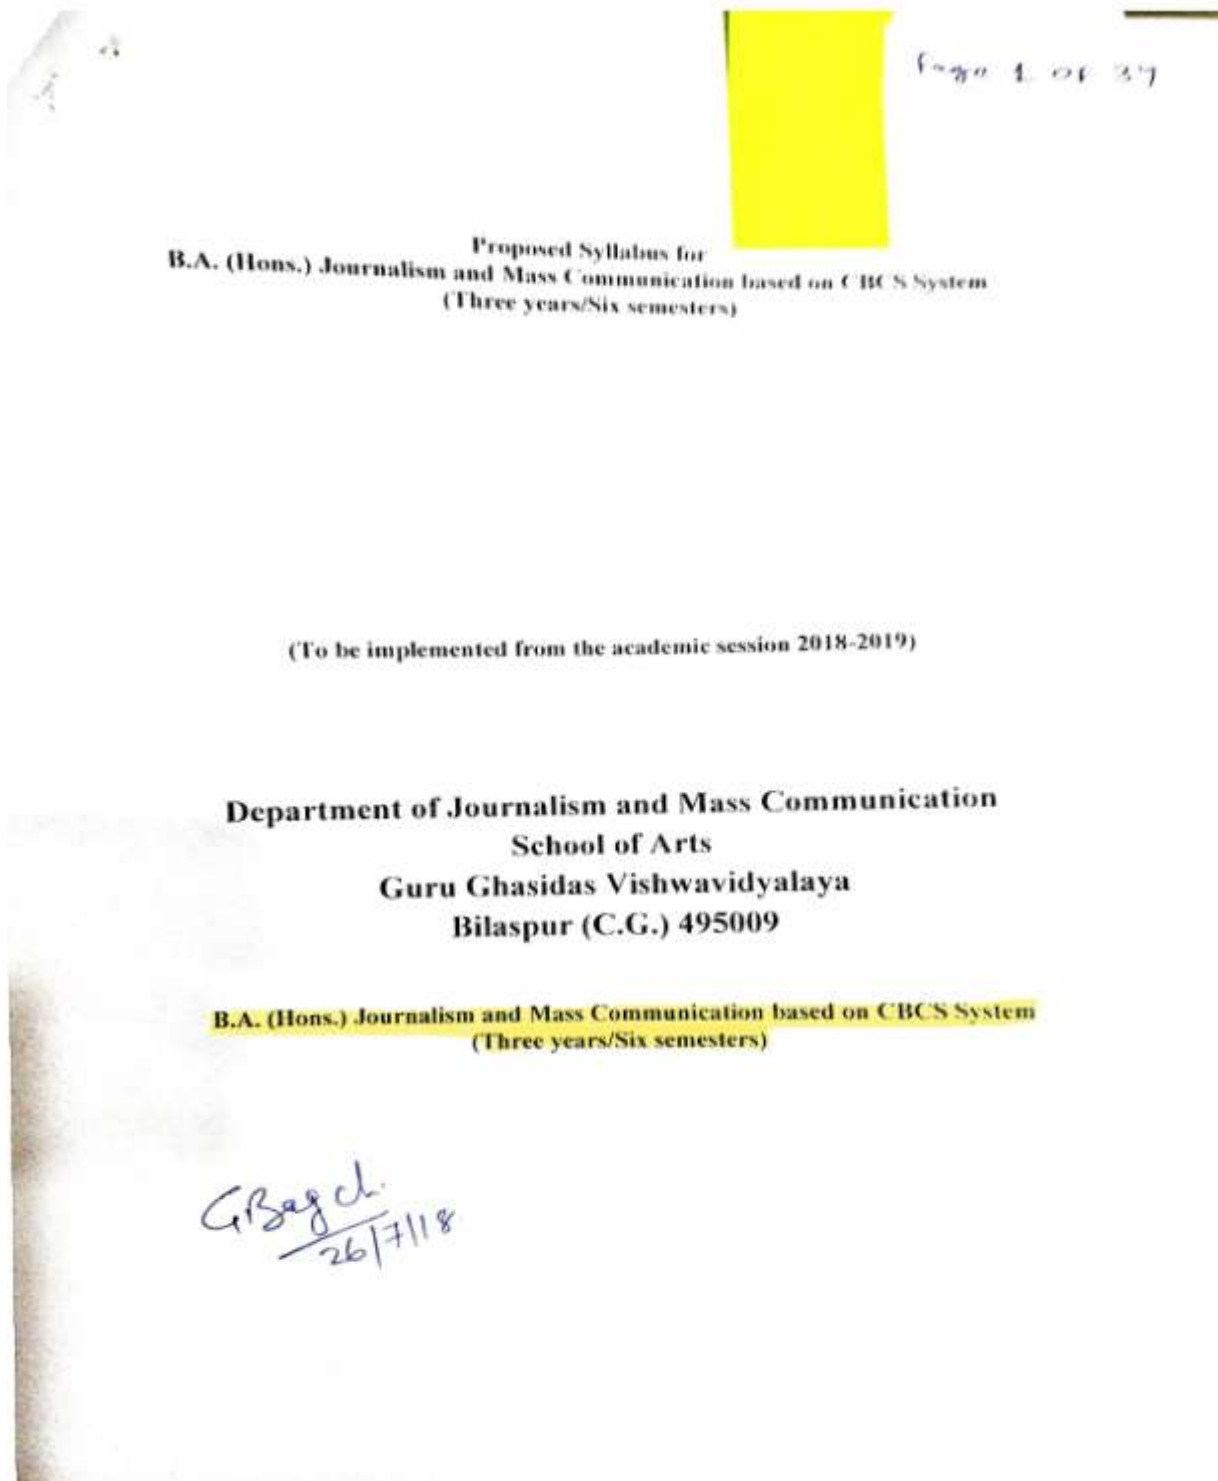 Page 1 of 37
Proposed Syllabus for
B.A. (Hons.) Journalism and Mass Communication based on CBCS System
(Three years/Six semesters)
(To be implemented from the academic session 2018-2019)
Department of Journalism and Mass Communication
School of Arts
Guru Ghasidas Vishwavidyalaya
Bilaspur (C.G.) 495009
B.A. (Hons.) Journalism and Mass Communication based on CBCS System
(Three years/Six semesters)
GBagch.
26/7/18